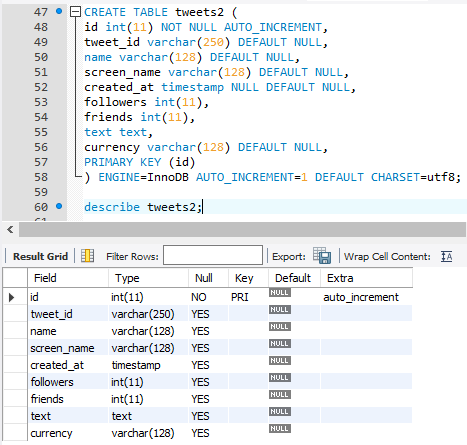 47 CREATE TABLE tweets2 (
48 id int(11) NOT NULL AUTO_INCREMENT,
49 tweet_id varchar(250) DEFAULT NULL,
50 name varchar(128) DEFAULT NULL,
51 screen_name varchar(128) DEFAULT NULL,
52 created_at timestamp NULL DEFAULT NULL,
53 followers int(11),
54 friends int(11),
55 text text,
56 currency varchar(128) DEFAULT NULL,
57 PRIMARY KEY (id)
58 ) ENGINE=InnoDB AUTO_INCREMENT=1 DEFAULT CHARSET=utf8;
59
60 describe tweets2;
61
Result Grid Filter Rows: Export: Wrap Cell Content: IA
Field Type Null Key Default Extra
id int(11) NO PRI NULL auto_increment
tweet_id varchar(250) YES NULL
name varchar(128) YES NULL
screen_name varchar(128) YES NULL
created_at timestamp YES NULL
followers int(11) YES NULL
friends int(11) YES NULL
text text YES NULL
currency varchar(128) YES NULL